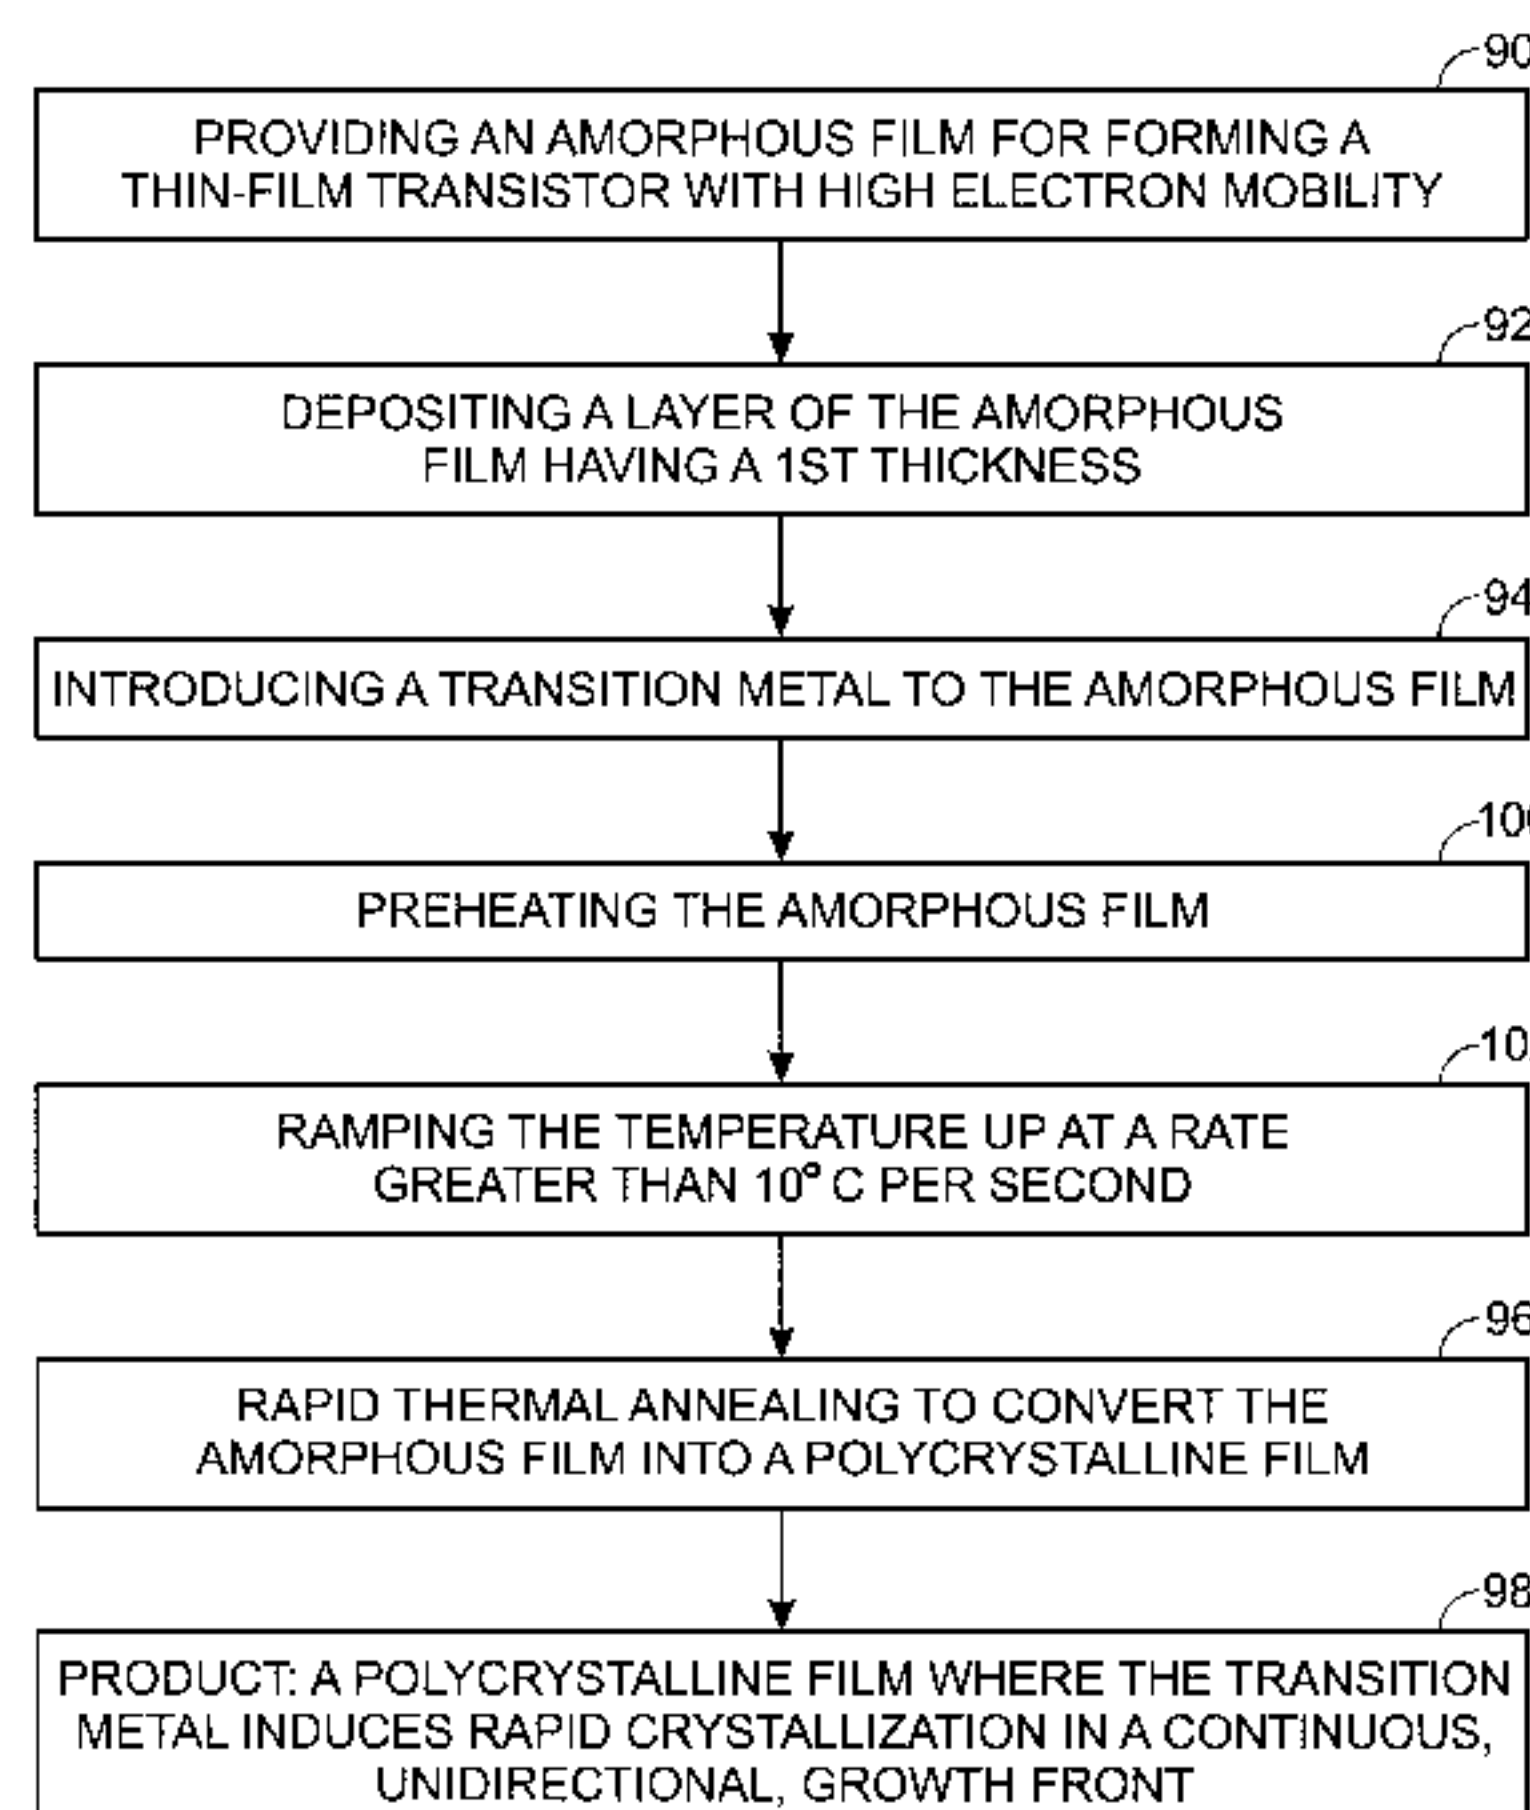 90
PROVIDING AN AMORPHOUS FILM FOR FORMING A
THIN-FILM TRANSISTOR WITH HIGH ELECTRON MOBILITY
92
DEPOSITING A LAYER OF THE AMORPHOUS
FILM HAVING A 1ST THICKNESS
94
INTRODUCING A TRANSITION METAL TO THE AMORPHOUS FILM
100
PREHEATING THE AMORPHOUS FILM
RAMPING THE TEMPERATURE UP AT A RATE
GREATER THAN 10° C PER SECOND
96
RAPID THERMAL ANNEALING TO CONVERT THE
AMORPHOUS FILM INTO A POLYCRYSTALLINE FILM
98
PRODUCT: A POLYCRYSTALLINE FILM WHERE THE TRANSITION
METAL INDUCES RAPID CRYSTALLIZATION IN A CONTINUOUS,
UNIDIRECTIONAL, GROWTH FRONT